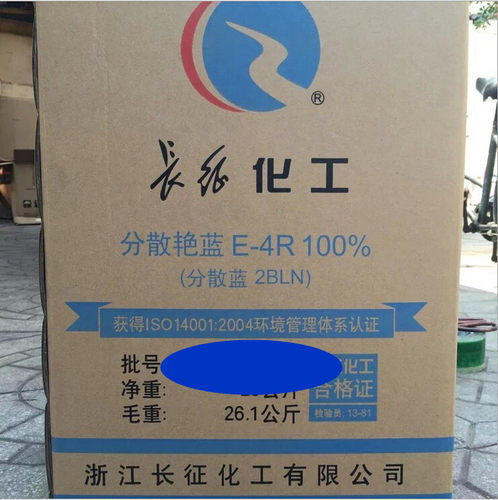 ®
长征化工
分散艳蓝 E-4R 100%
(分散蓝 2BLN)
获得ISO14001:2004环境管理体系认证
批号
净重: 公斤
毛重: 26.1公斤
化工
合格证
检验员: 13-81
浙江长征化工有限公司